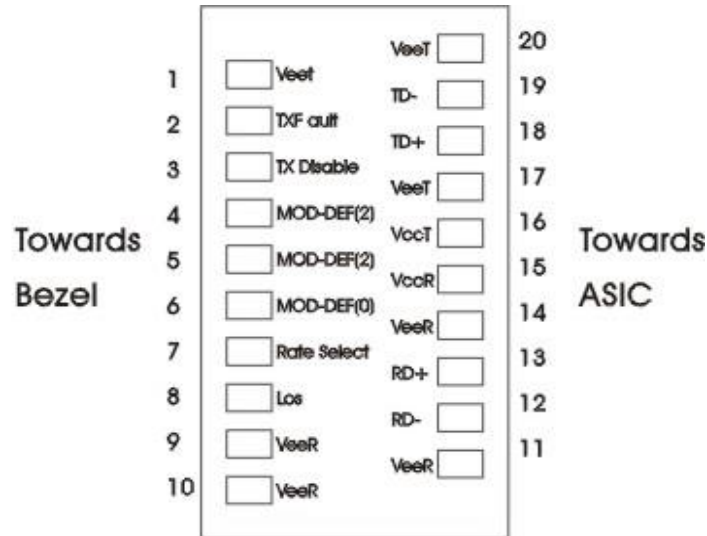 Towards
Bezel
1 Veet
2 TXF ault
3 TX Disable
4 MOD-DEF(2)
5 MOD-DEF(2)
6 MOD-DEF(0)
7 Rate Select
8 Los
9 VeeR
10 VeeR
VeeT 20
TD- 19
TD+ 18
VeeT 17
VccT 16
VccR 15
VeeR 14
RD+ 13
RD- 12
VeeR 11
Towards
ASIC